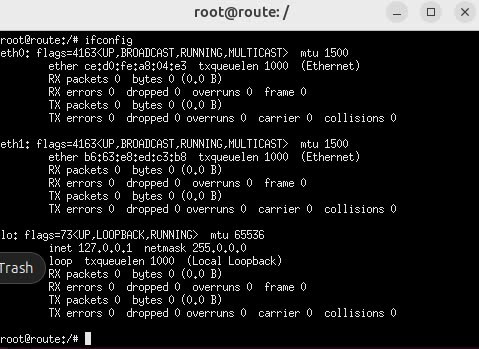 root@route: /
root@route:/# ifconfig
eth0: flags=4163<UP,BROADCAST,RUNNING,MULTICAST>  mtu 1500
ether ce:d0:fe:a8:04:e3  txqueuelen 1000  (Ethernet)
RX packets 0  bytes 0 (0.0 B)
RX errors 0  dropped 0  overruns 0  frame 0
TX packets 0  bytes 0 (0.0 B)
TX errors 0  dropped 0 overruns 0  carrier 0  collisions 0
eth1: flags=4163<UP,BROADCAST,RUNNING,MULTICAST>  mtu 1500
ether b6:63:e8:ed:c3:b8  txqueuelen 1000  (Ethernet)
RX packets 0  bytes 0 (0.0 B)
RX errors 0  dropped 0  overruns 0  frame 0
TX packets 0  bytes 0 (0.0 B)
TX errors 0  dropped 0 overruns 0  carrier 0  collisions 0
lo: flags=73<UP,LOOPBACK,RUNNING>  mtu 65536
inet 127.0.0.1  netmask 255.0.0.0
loop  txqueuelen 1000  (Local Loopback)
Trash
RX packets 0  bytes 0 (0.0 B)
RX errors 0  dropped 0  overruns 0  frame 0
TX packets 0  bytes 0 (0.0 B)
TX errors 0  dropped 0 overruns 0  carrier 0  collisions 0
root@route:/#